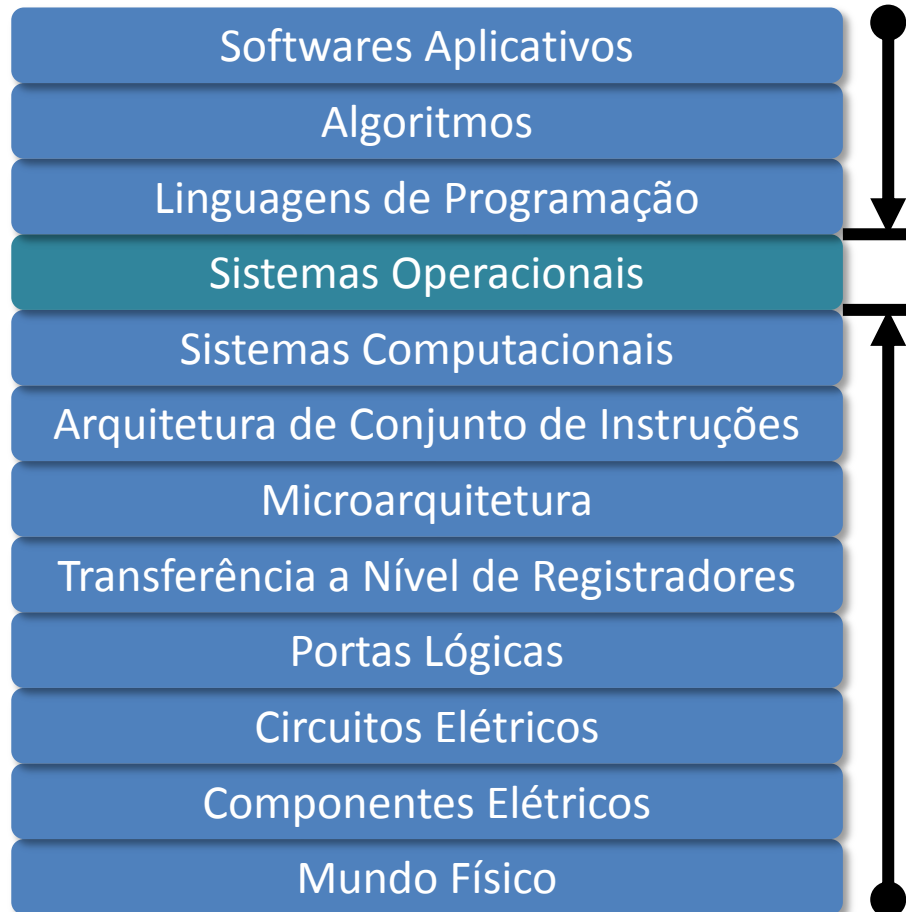 Softwares Aplicativos
Algoritmos
Linguagens de Programação
Sistemas Operacionais
Sistemas Computacionais
Arquitetura de Conjunto de Instruções
Microarquitetura
Transferência a Nível de Registradores
Portas Lógicas
Circuitos Elétricos
Componentes Elétricos
Mundo Físico